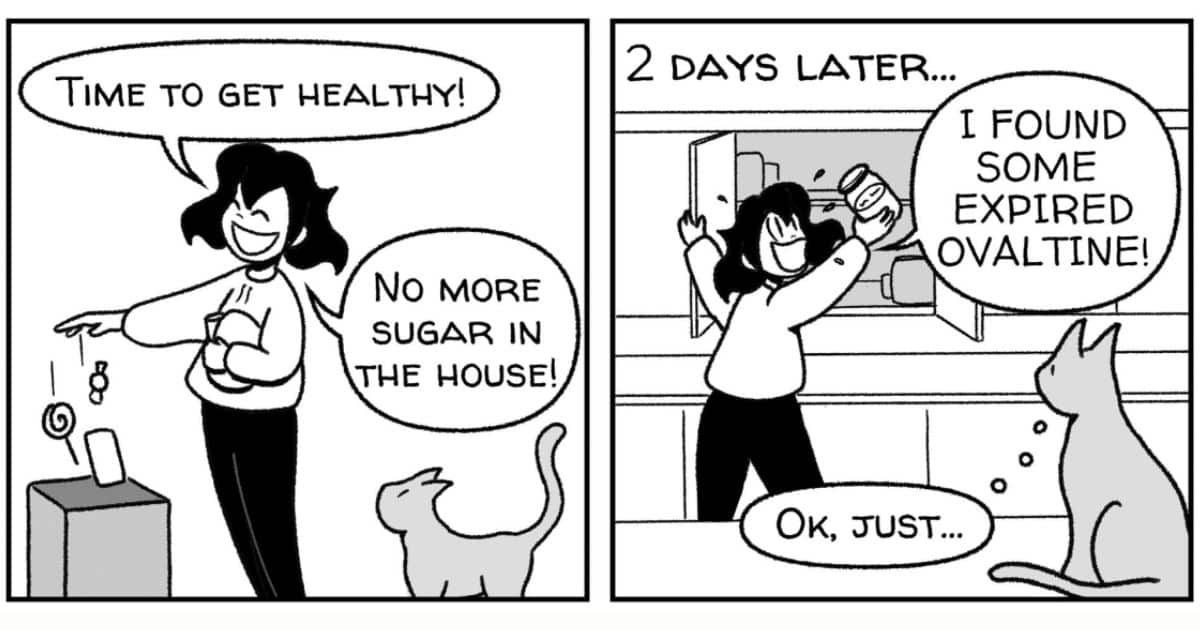 TIME TO GET HEALTHY!
NO MORE
SUGAR IN
THE HOUSE!
2 DAYS LATER...
I FOUND
SOME
EXPIRED
OVALTINE!
OK, JUST...